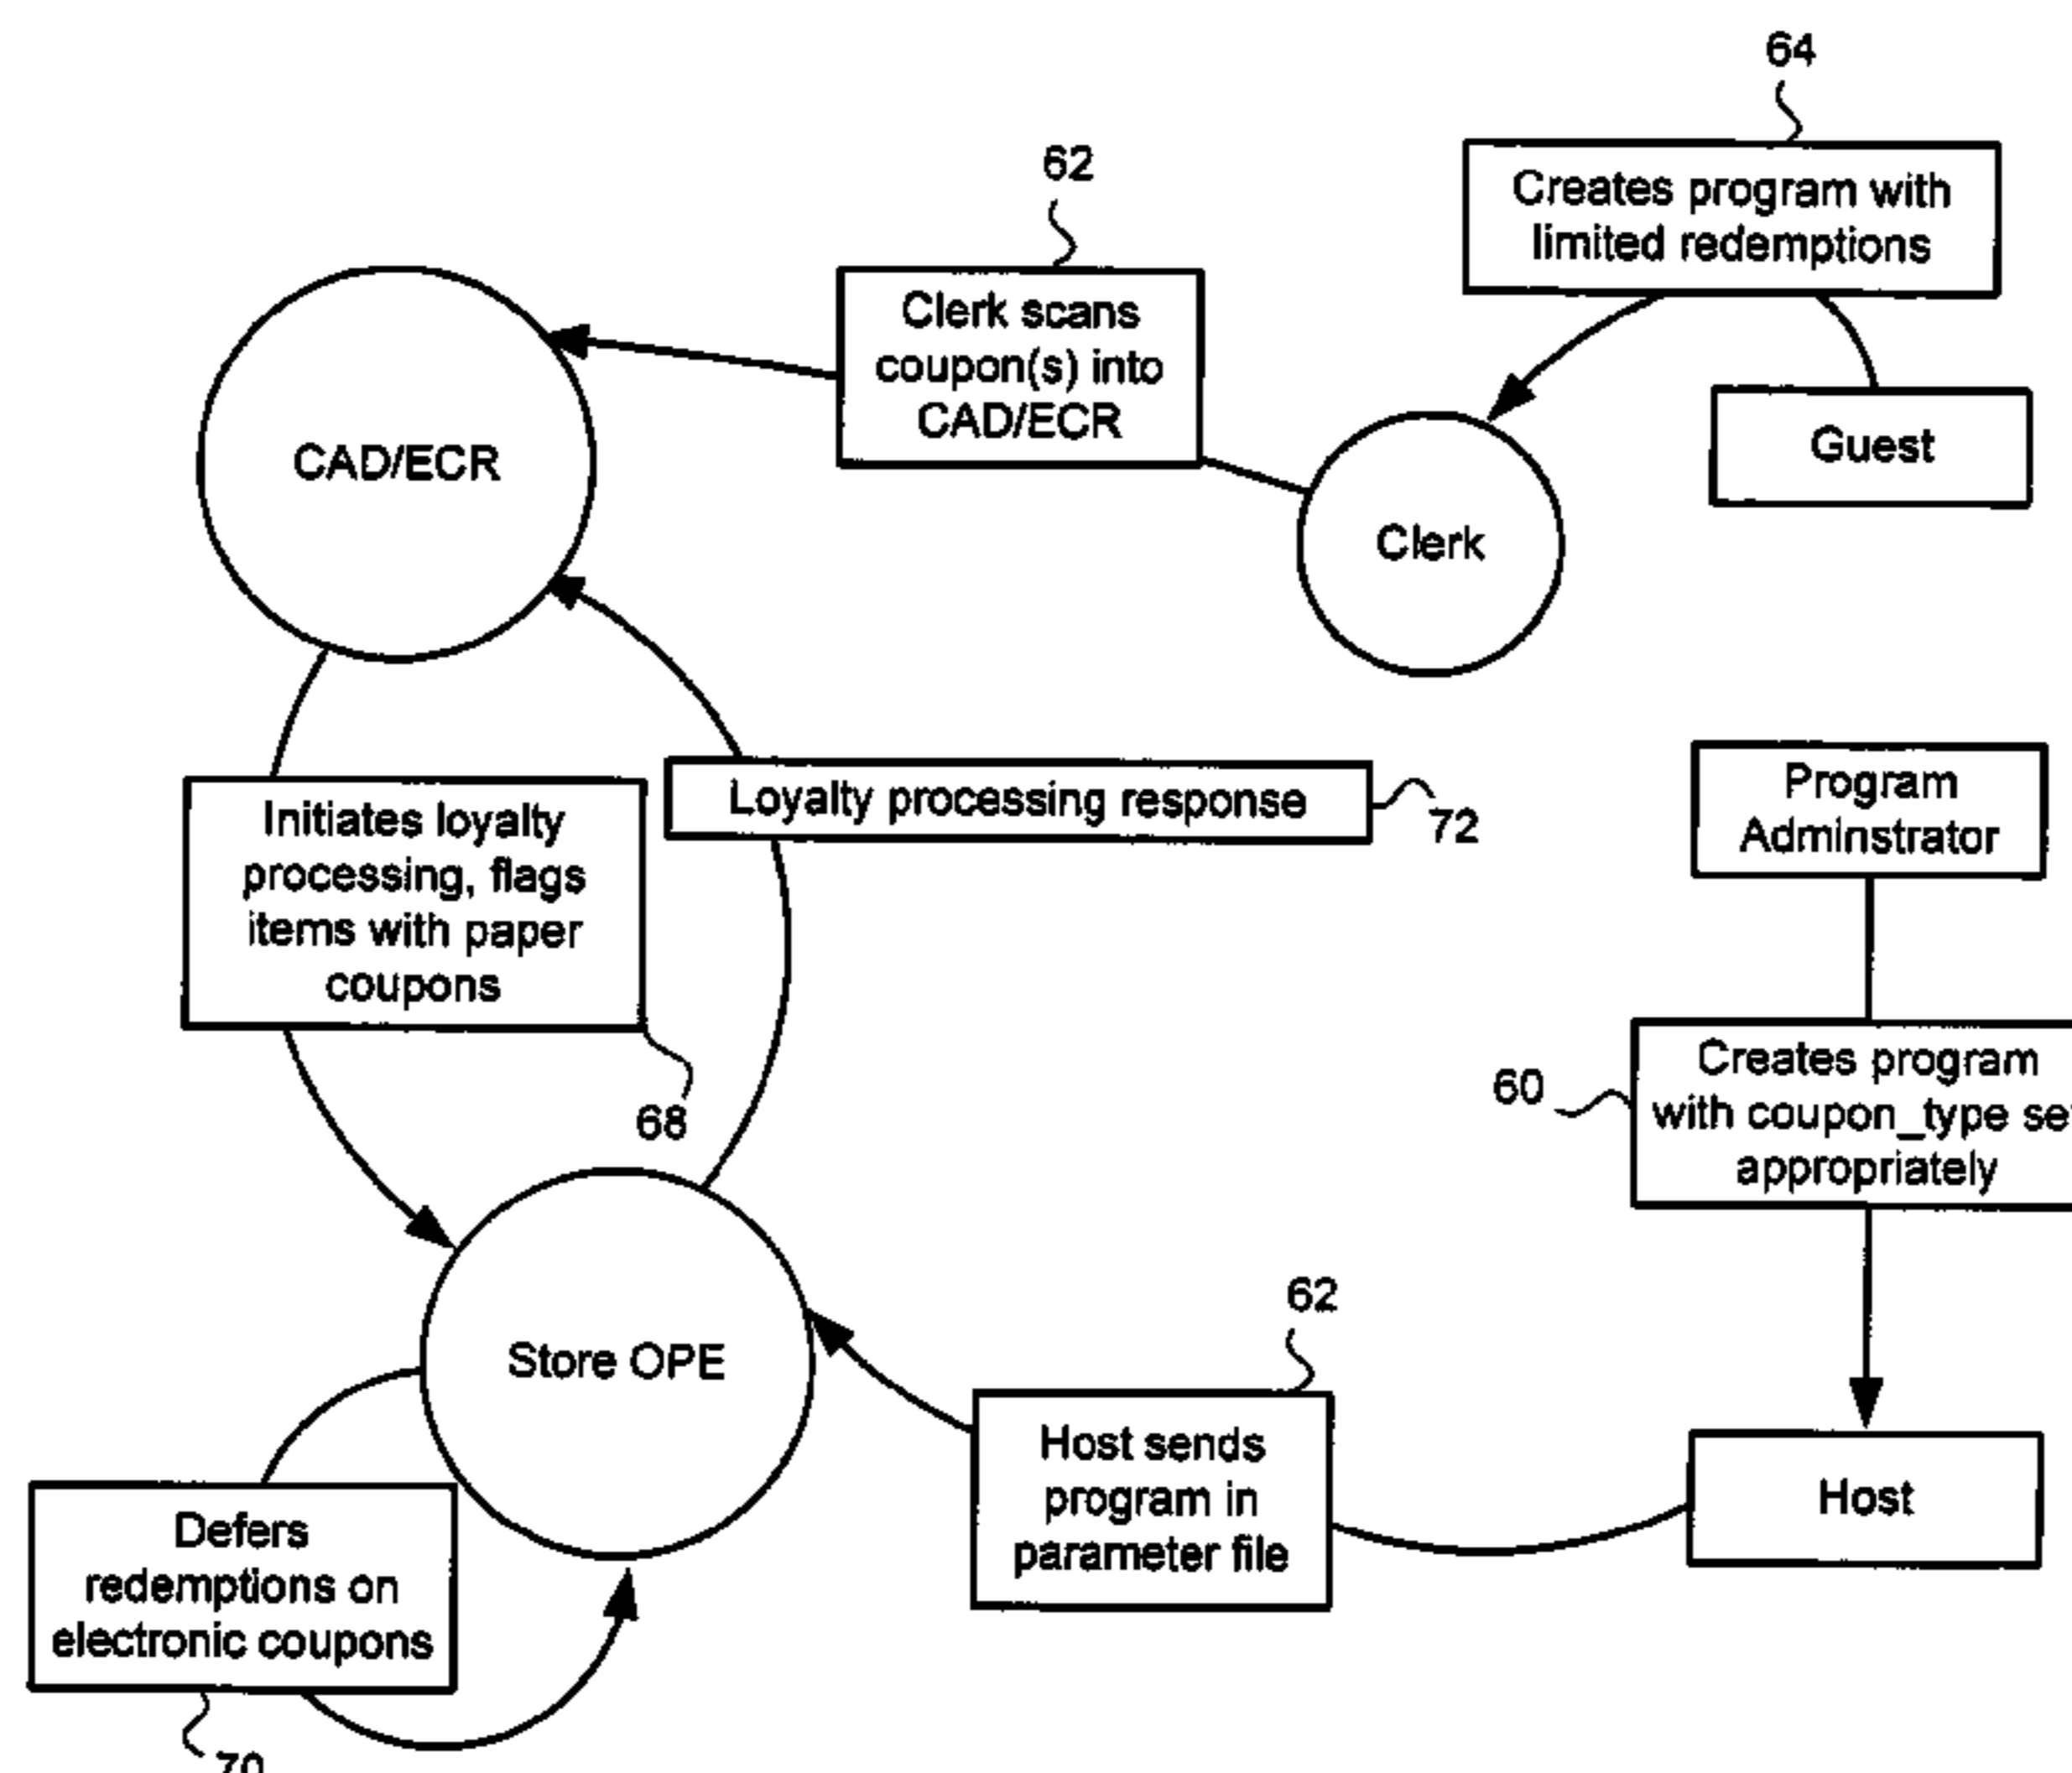 64
Creates program with
limited redemptions
62
Clerk scans
coupon(s) into
CAD/ECR
Guest
CAD/ECR
Clerk
Program
Adminstrator
Loyalty processing response
72
Initiates loyalty
processing, flags
items with paper
coupons
68
60
Creates program
with coupon_type se
appropriately
62
Store OPE
Host sends
program in
parameter file
Host
Defers
redemptions on
electronic coupons
70